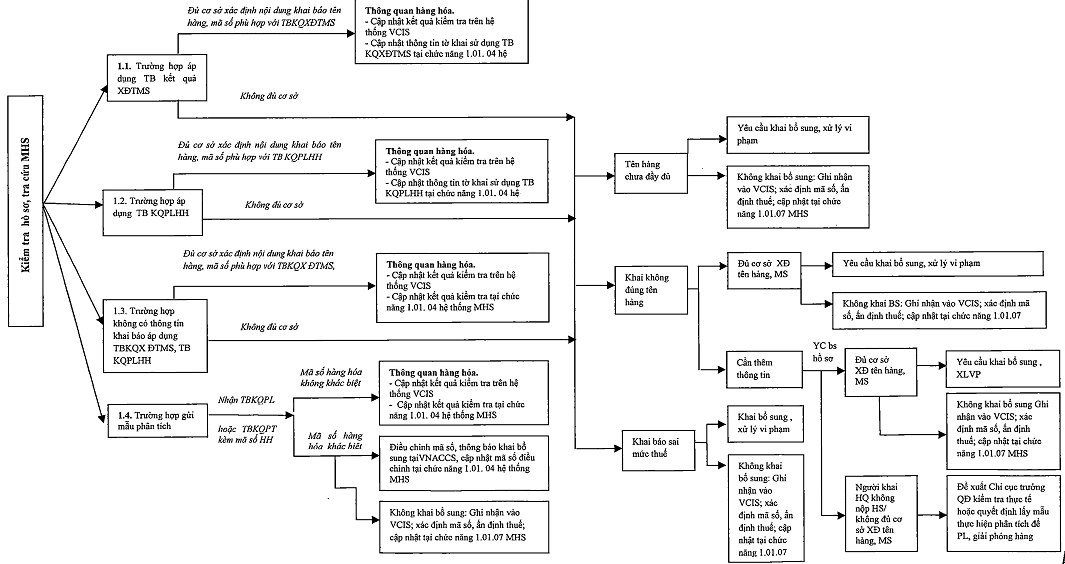 Kiểm tra hồ sơ, tra cứu MHS
Đủ cơ sở xác định nội dung khai báo tên
hàng, mã số phù hợp với TBKQXĐTMS
Thông quan hàng hóa.
- Cập nhật kết quả kiểm tra trên hệ
thống VCIS
- Cập nhật thông tin tờ khai sử dụng TB
KQXĐTMS tại chức năng 1.01. 04 hệ
1.1. Trường hợp áp
dụng TB kết quả
XĐTMS
Không đủ cơ sở
Đủ cơ sở xác định nội dung khai báo tên
hàng, mã số phù hợp với TB KQPLHH
Thông quan hàng hóa.
- Cập nhật kết quả kiểm tra trên hệ
thống VCIS
- Cập nhật thông tin tờ khai sử dụng TB
KQPLHH tại chức năng 1.01. 04 hệ
1.2. Trường hợp áp
dụng TB KQPLHH
Không đủ cơ sở
Đủ cơ sở xác định nội dung khai báo tên
hàng, mã số phù hợp với TBKQX ĐTMS,
Thông quan hàng hóa.
- Cập nhật kết quả kiểm tra trên hệ
thống VCIS
- Cập nhật kết quả kiểm tra tại chức
năng 1.01. 04 hệ thống MHS
1.3. Trường hợp
không có thông tin
khai báo áp dụng
TBKQX ĐTMS, TB
KQPLHH
Không đủ cơ sở
1.4. Trường hợp gửi
mẫu phân tích
Nhận TBKQPL
hoặc TBKQPT
kèm mã số HH
Mã số hàng hóa
không khác biệt
Thông quan hàng hóa.
- Cập nhật kết quả kiểm tra trên hệ
thống VCIS
- Cập nhật kết quả kiểm tra tại chức
năng 1.01. 04 hệ thống MHS
Mã số hàng
hóa khác biệt
Điều chỉnh mã số, thông báo khai bổ
sung tạiVNACCS, cập nhật mã số điều
chỉnh tại chức năng 1.01. 04 hệ thống
MHS
Không khai bổ sung: Ghi nhận vào
VCIS; xác định mã số, ấn định thuế;
cập nhật tại chức năng 1.01.07 MHS
Tên hàng
chưa đầy đủ
Yêu cầu khai bổ sung, xử lý vi
phạm
Không khai bổ sung: Ghi nhận
vào VCIS; xác định mã số, ấn
định thuế; cập nhật tại chức
năng 1.01.07 MHS
Khai không
đúng tên
hàng
Đủ cơ sở XĐ
tên hàng, MS
Yêu cầu khai bổ sung, xử lý vi phạm
Không khai BS: Ghi nhận vào VCIS; xác định mã
số, ấn định thuế; cập nhật tại chức năng 1.01.07
Cần thêm
thông tin
YC bs
hồ sơ
Đủ cơ sở
XĐ tên hàng,
MS
Yêu cầu khai bổ sung ,
XLVP
Không khai bổ sung Ghi
nhận vào VCIS; xác
định mã số, ấn định
thuế; cập nhật tại chức
năng 1.01.07 MHS
Người khai
HQ không
nộp HS/
không đủ cơ
sở XĐ tên
hàng, MS
Đề xuất Chi cục trưởng
QĐ kiểm tra thực tế
hoặc quyết định lấy mẫu
thực hiện phân tích để
PL, giải phóng hàng
Khai báo sai
mức thuế
Khai bổ sung ,
xử lý vi phạm
Không khai
bổ sung: Ghi
nhận vào
VCIS; xác
định mã số, ấn
định thuế; cập
nhật tại chức
năng 1.01.07